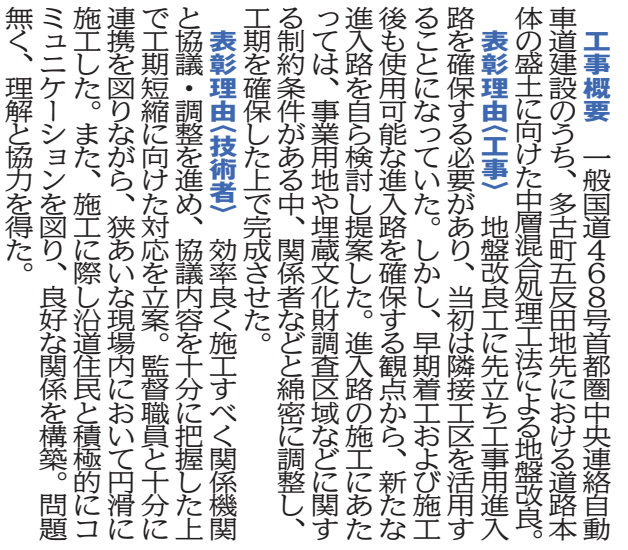 工事概要　一般国道４６８号首都圏中央連絡自動
車道建設のうち、多古町五反田地先における道路本
体の盛土に向けた中層混合処理工法による地盤改良。
表彰理由〈工事〉　地盤改良工に先立ち工事用進入
路を確保する必要があり、当初は隣接工区を活用す
ることになっていた。しかし、早期着工および施工
後も使用可能な進入路を確保する観点から、新たな
進入路を自ら検討し提案した。進入路の施工にあた
っては、事業用地や埋蔵文化財調査区域などに関す
る制約条件がある中、関係者などと綿密に調整し、
工期を確保した上で完成させた。
表彰理由〈技術者〉　効率良く施工すべく関係機関
と協議・調整を進め、協議内容を十分に把握した上
で工期短縮に向けた対応を立案。監督職員と十分に
連携を図りながら、狭あいな現場内において円滑に
施工した。また、施工に際し沿道住民と積極的にコ
ミュニケーションを図り、良好な関係を構築。問題
無く、理解と協力を得た。